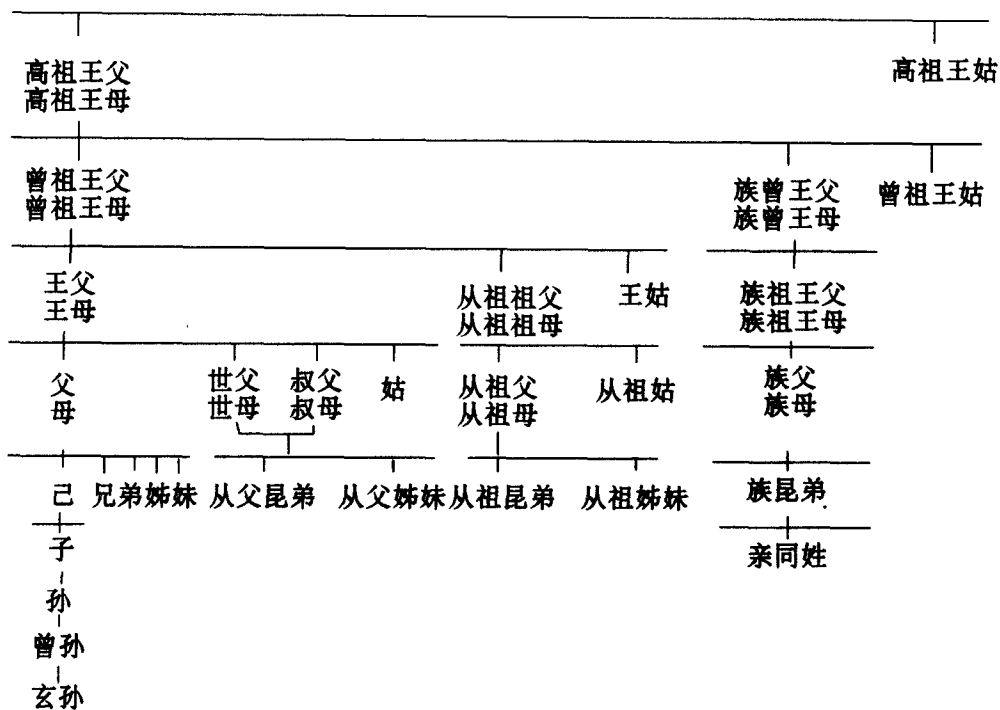 高祖王父
高祖王母
高祖王姑
曾祖王父
曾祖王母
族曾王父
族曾王母
曾祖王姑
王父
王母
从祖祖父
从祖祖母
王姑
族祖王父
族祖王母
父
母
世父
世母
叔父
叔母
姑
从祖父
从祖母
从祖姑
族父
族母
己
兄弟姊妹
从父昆弟
从父姊妹
从祖昆弟
从祖姊妹
族昆弟
子
亲同姓
孙
曾孙
玄孙